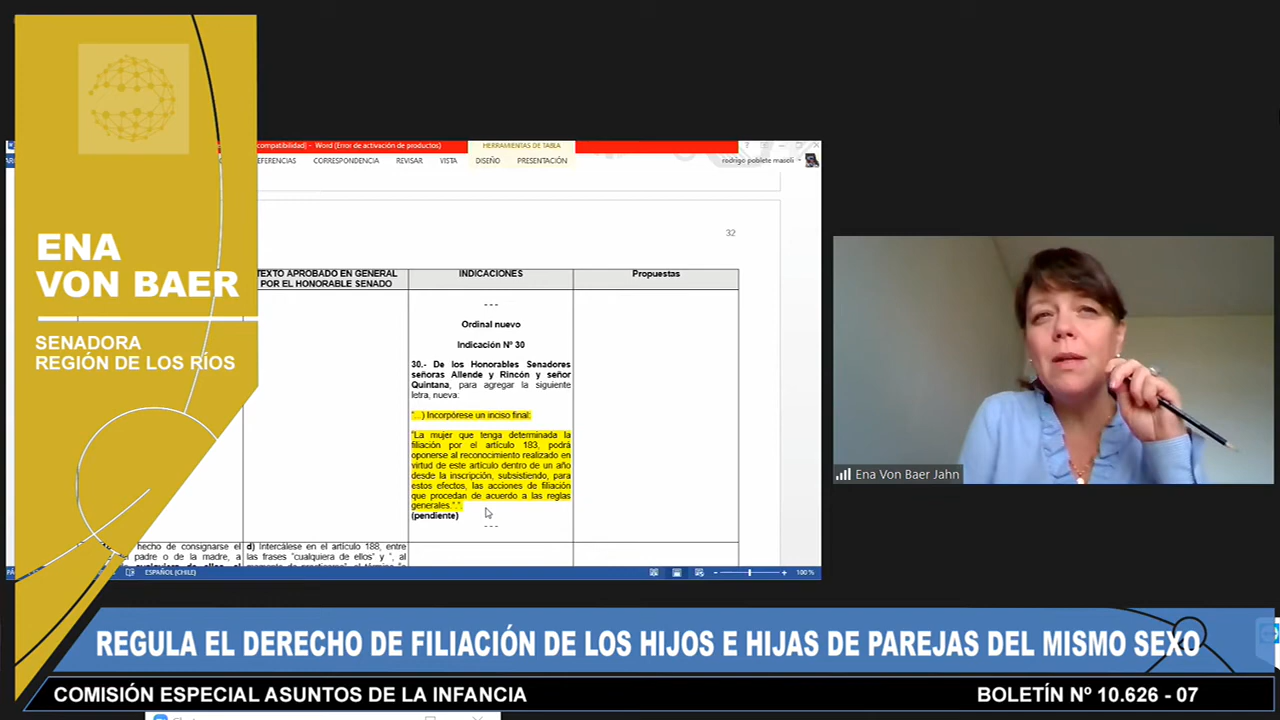 ENA
VON BAER
SENADORA
REGIÓN DE LOS RÍOS
compatibilidad] - Word (Error de activación de productos)
HERRAMIENTAS DE TABLA
EFERENCIAS
CORRESPONDENCIA
REVISAR
VISTA
DISEÑO
PRESENTACIÓN
rodrigo poblete masoli
32
TEXTO APROBADO EN GENERAL
POR EL HONORABLE SENADO
INDICACIONES
Propuestas
- - -
Ordinal nuevo
Indicación Nº 30
30.- De los Honorables Senadores
señoras Allende y Rincón y señor
Quintana, para agregar la siguiente
letra, nueva:
"...) Incorpórese un inciso final:
"La mujer que tenga determinada la
filiación por el artículo 183, podrá
oponerse al reconocimiento realizado en
virtud de este artículo dentro de un año
desde la inscripción, subsistiendo, para
estos efectos, las acciones de filiación
que procedan de acuerdo a las reglas
generales.".".
(pendiente)
- - -
hecho de consignarse el
padre o de la madre, a
d) Intercálese en el artículo 188, entre
las frases "cualquiera de ellos" y ", al
ESPAÑOL (CHILE)
100 %
Ena Von Baer Jahn
REGULA EL DERECHO DE FILIACIÓN DE LOS HIJOS E HIJAS DE PAREJAS DEL MISMO SEXO
COMISIÓN ESPECIAL ASUNTOS DE LA INFANCIA
BOLETÍN Nº 10.626 - 07